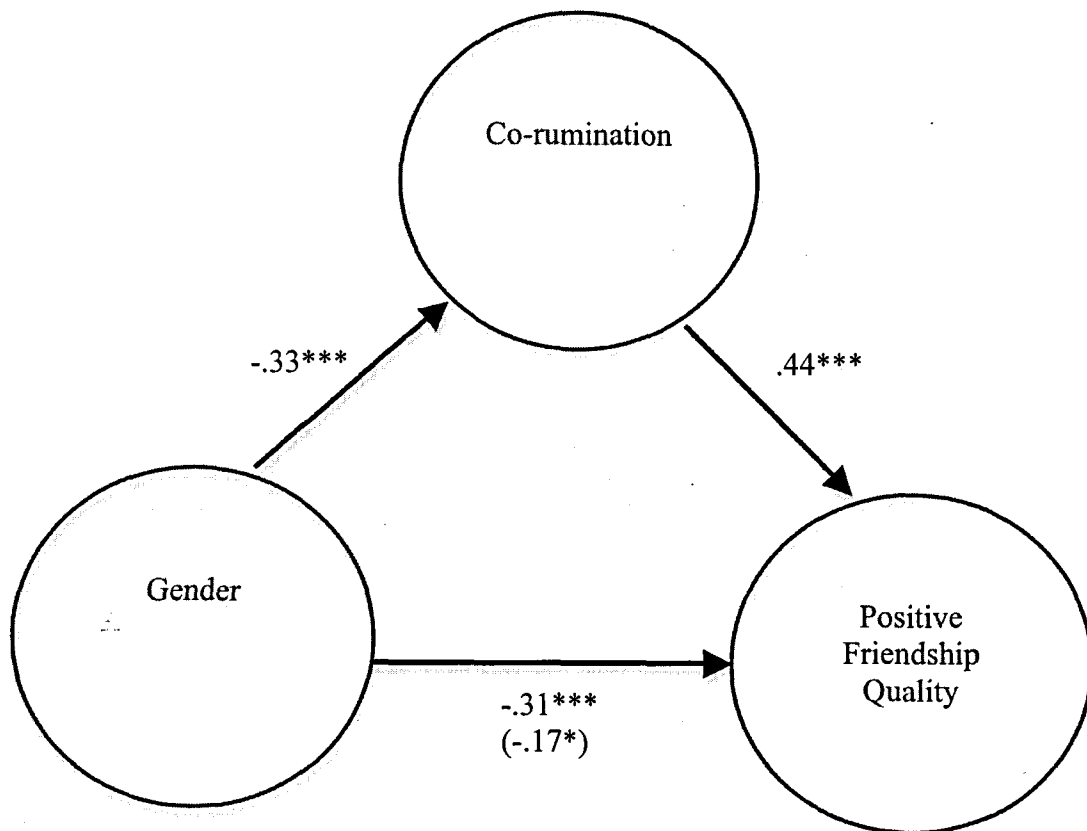 Co-rumination
-.33***
.44***
Gender
Positive
Friendship
Quality
-.31***
(-.17*)